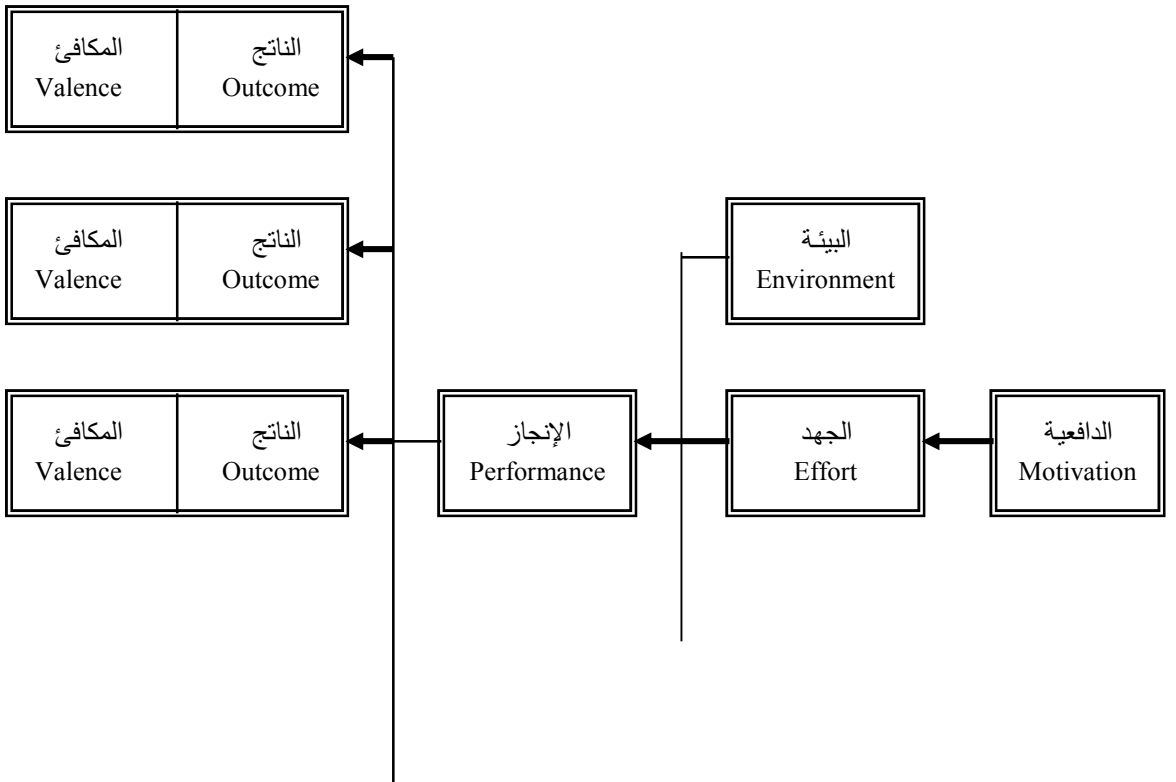 الناتج
Outcome
المكافئ
Valence
البيئـة
Environment
الناتج
Outcome
المكافئ
Valence
الدافعية
Motivation
الجهد
Effort
الإنجاز
Performance
الناتج
Outcome
المكافئ
Valence